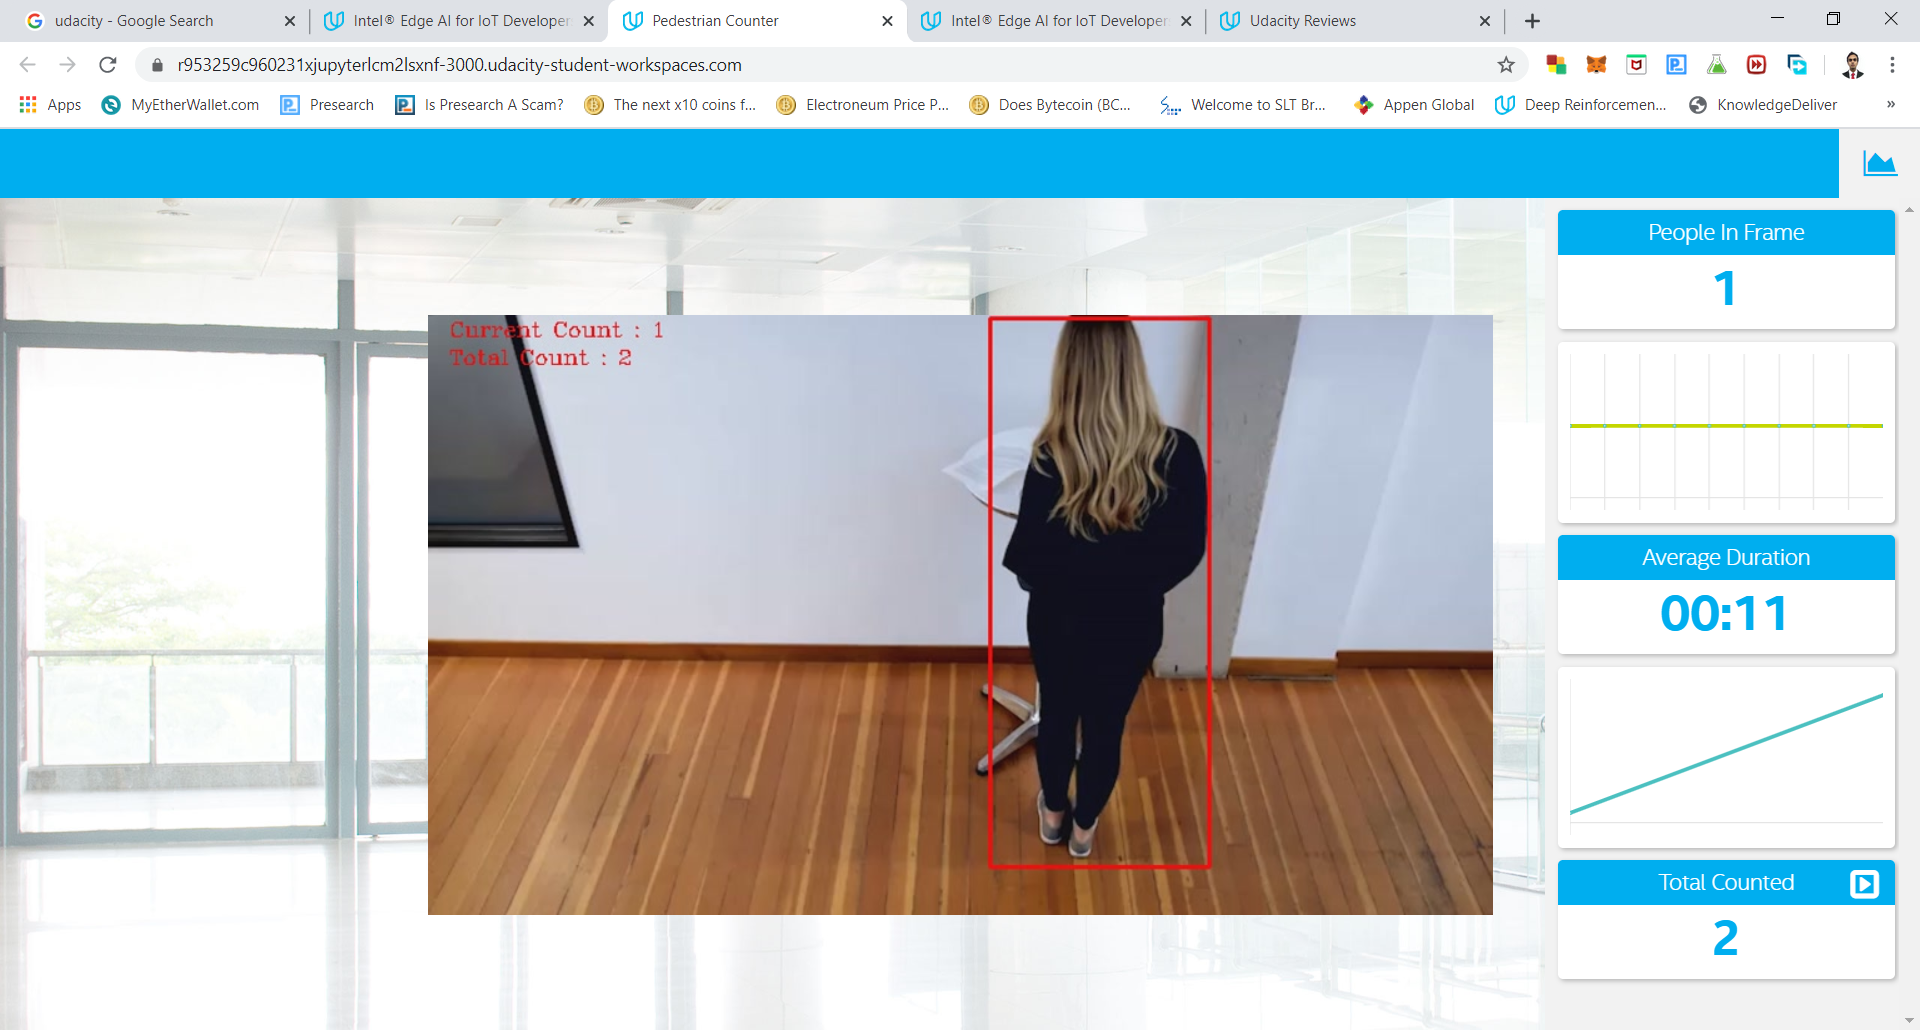 udacity - Google Search
Intel® Edge AI for IoT Developer
Pedestrian Counter
Intel® Edge AI for IoT Developer
Udacity Reviews
r953259c960231xjupyterlcm2lsxnf-3000.udacity-student-workspaces.com
Apps
MyEtherWallet.com
Presearch
Is Presearch A Scam?
The next x10 coins f...
Electroneum Price P...
Does Bytecoin (BC...
Welcome to SLT Br...
Appen Global
Deep Reinforcemen...
KnowledgeDeliver
»
People In Frame
1
Current Count : 1
Total Count : 2
Average Duration
00:11
Total Counted
2